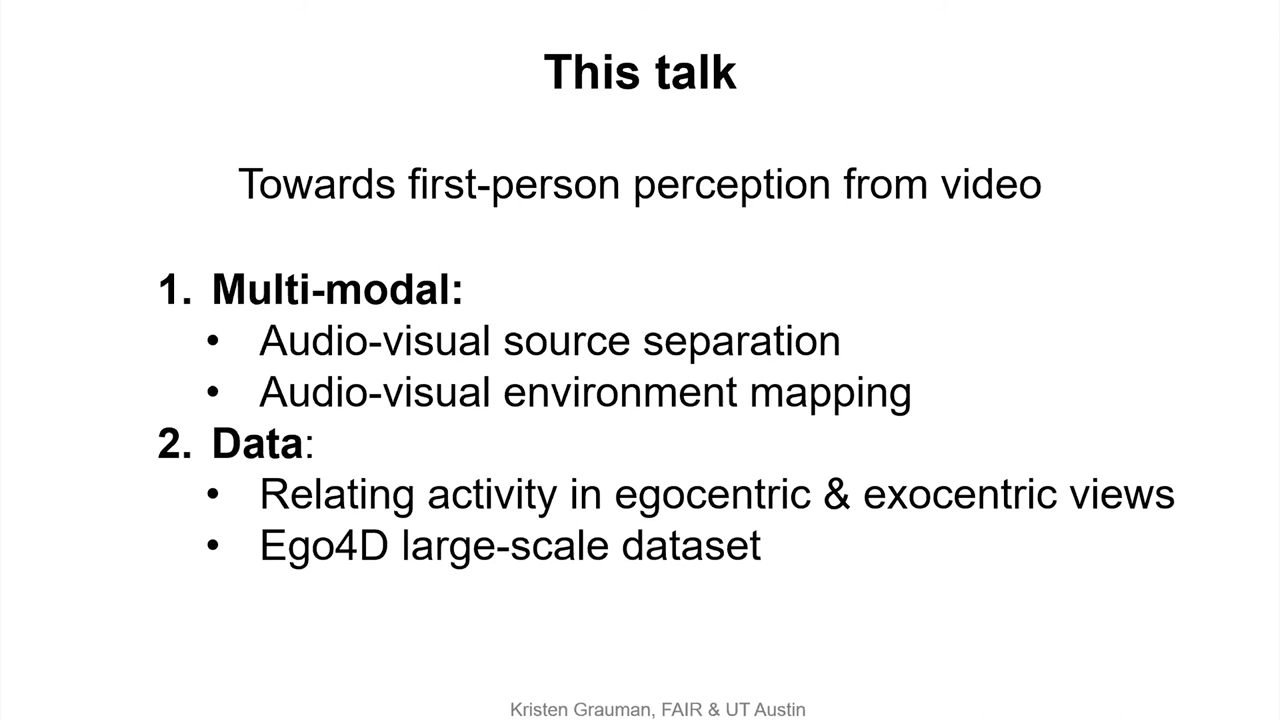 This talk
Towards first-person perception from video
1. Multi-modal:
• Audio-visual source separation
• Audio-visual environment mapping
2. Data:
• Relating activity in egocentric & exocentric views
• Ego4D large-scale dataset
Kristen Grauman, FAIR & UT Austin